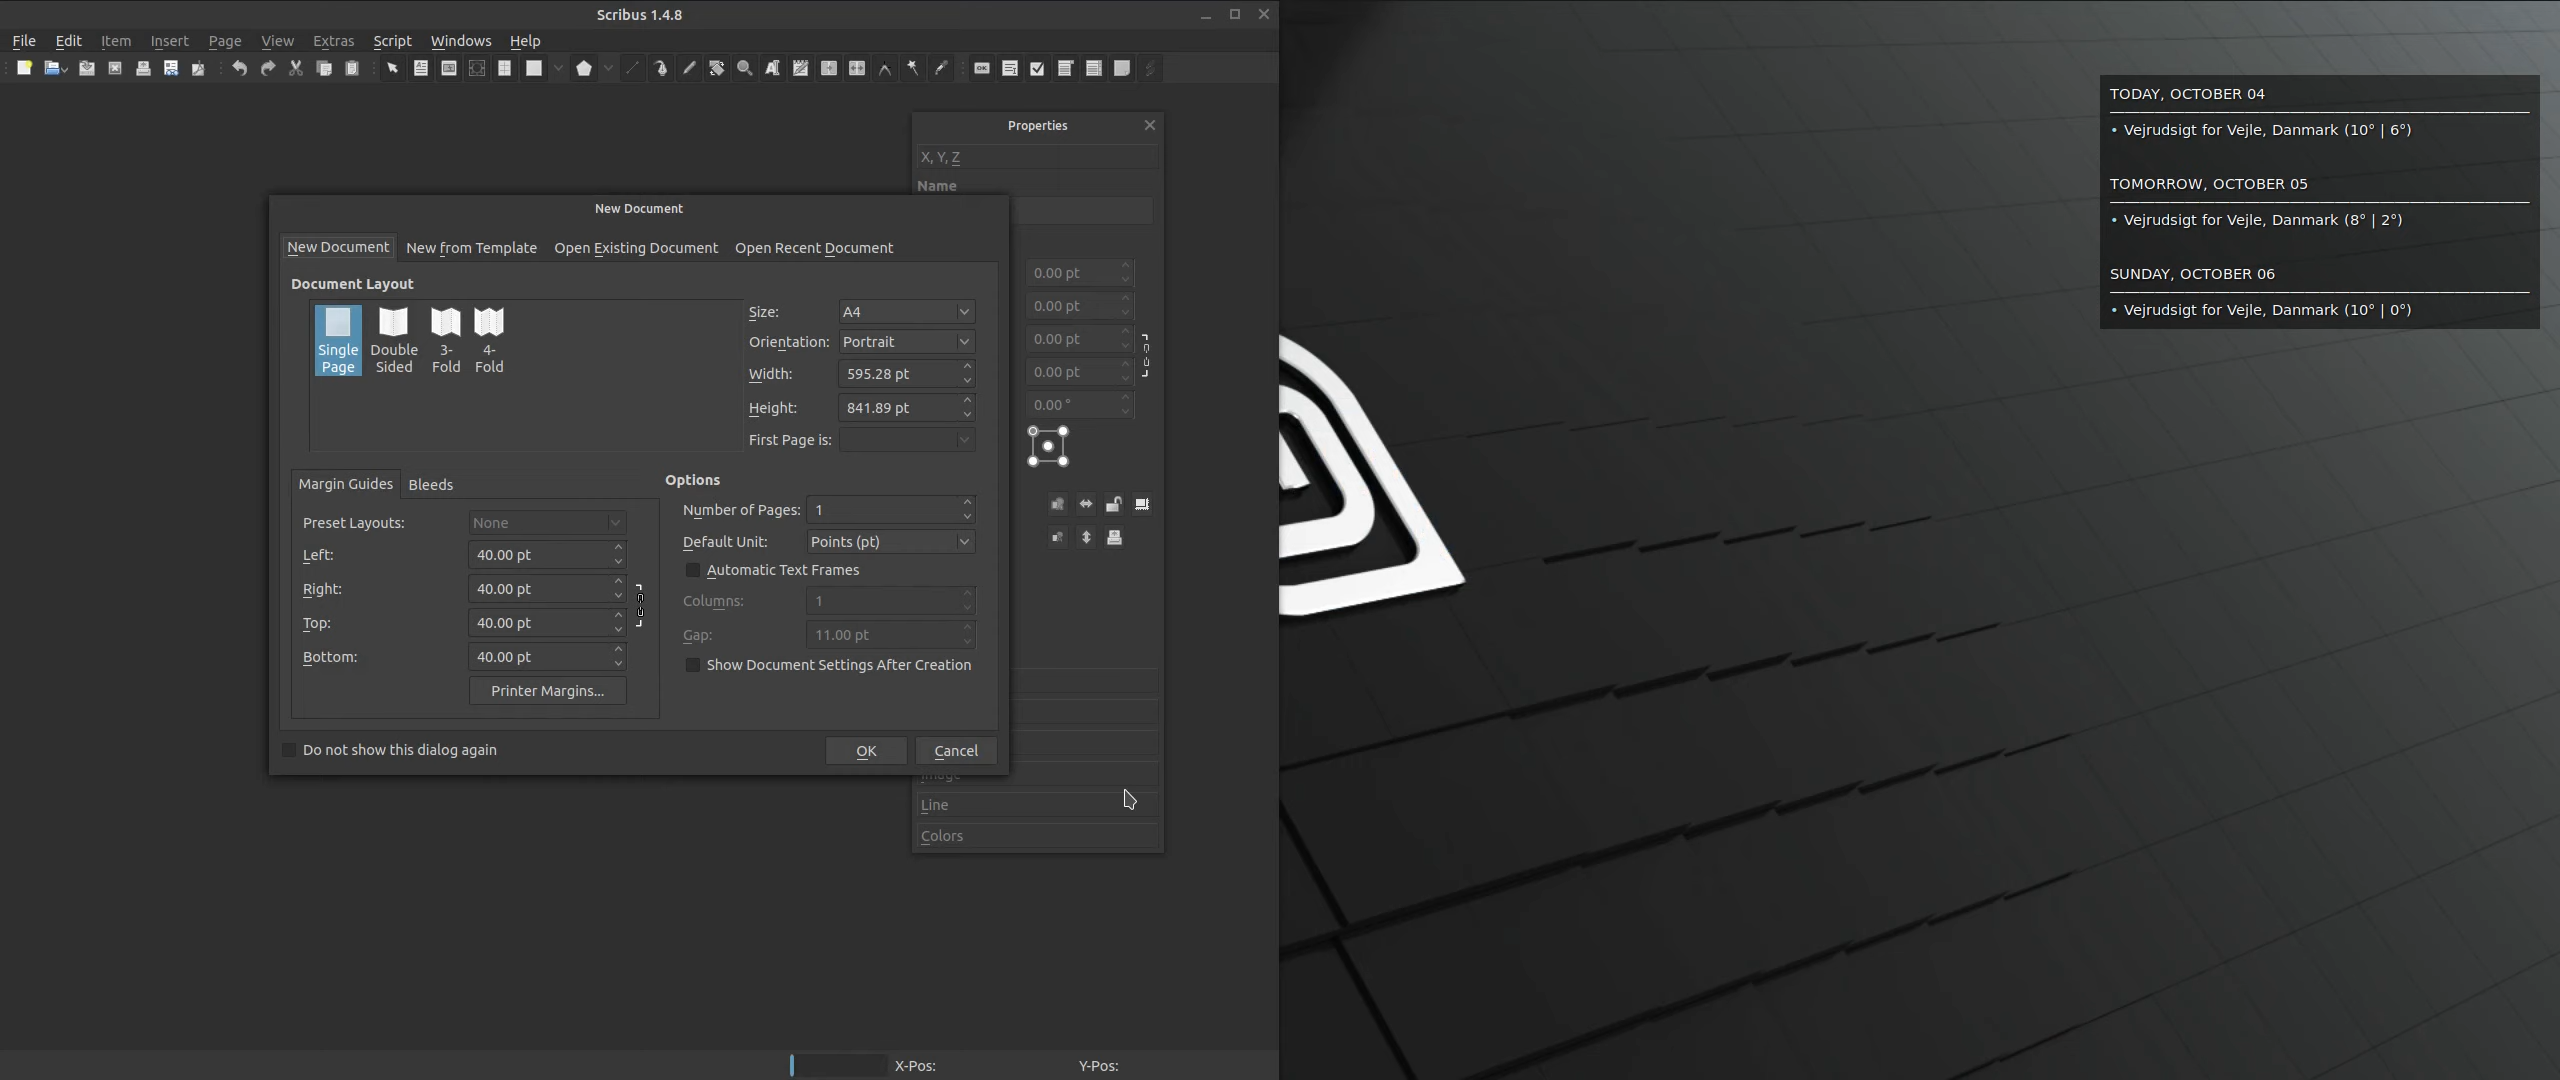 Scribus 1.4.8
File Edit Item Insert Page View Extras Script Windows Help
Properties
X, Y, Z
Name
New Document
New Document New from Template Open Existing Document Open Recent Document
Document Layout
Single Page
Double Sided
3-Fold
4-Fold
Size: A4
Orientation: Portrait
Width: 595.28 pt
Height: 841.89 pt
First Page is:
0.00 pt
0.00 pt
0.00 pt
0.00 pt
0.00 °
Margin Guides Bleeds
Preset Layouts: None
Left: 40.00 pt
Right: 40.00 pt
Top: 40.00 pt
Bottom: 40.00 pt
Printer Margins...
Options
Number of Pages: 1
Default Unit: Points (pt)
Automatic Text Frames
Columns: 1
Gap: 11.00 pt
Show Document Settings After Creation
Do not show this dialog again
OK Cancel
Image
Line
Colors
X-Pos: Y-Pos:
TODAY, OCTOBER 04
• Vejrudsigt for Vejle, Danmark (10° | 6°)
TOMORROW, OCTOBER 05
• Vejrudsigt for Vejle, Danmark (8° | 2°)
SUNDAY, OCTOBER 06
• Vejrudsigt for Vejle, Danmark (10° | 0°)